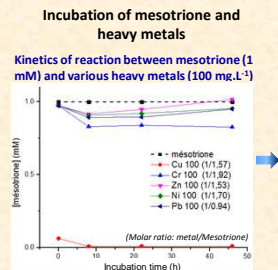 Incubation of mesotrione and
heavy metals
Kinetics of reaction between mesotrione (1
mM) and various heavy metals (100 mg.L-1)
1.0
0.5
0.0
[mésotrione] (mM)
mésotrione
Cu 100 (1/1,57)
Cr 100 (1/1,92)
Zn 100 (1/1,53)
Ni 100 (1/1,70)
Pb 100 (1/0.94)
(Molar ratio: metal/Mesotrione)
0 10 20 30 40 50
Incubation time (h)